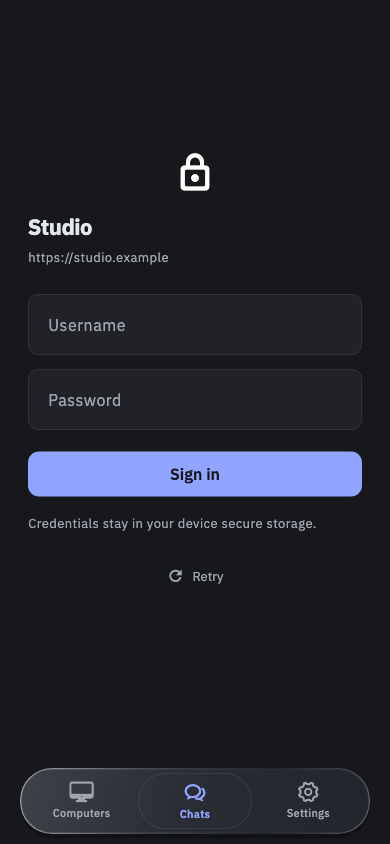 Studio
https://studio.example
Username
Password
Sign in
Credentials stay in your device secure storage.
Retry
Computers
Chats
Settings